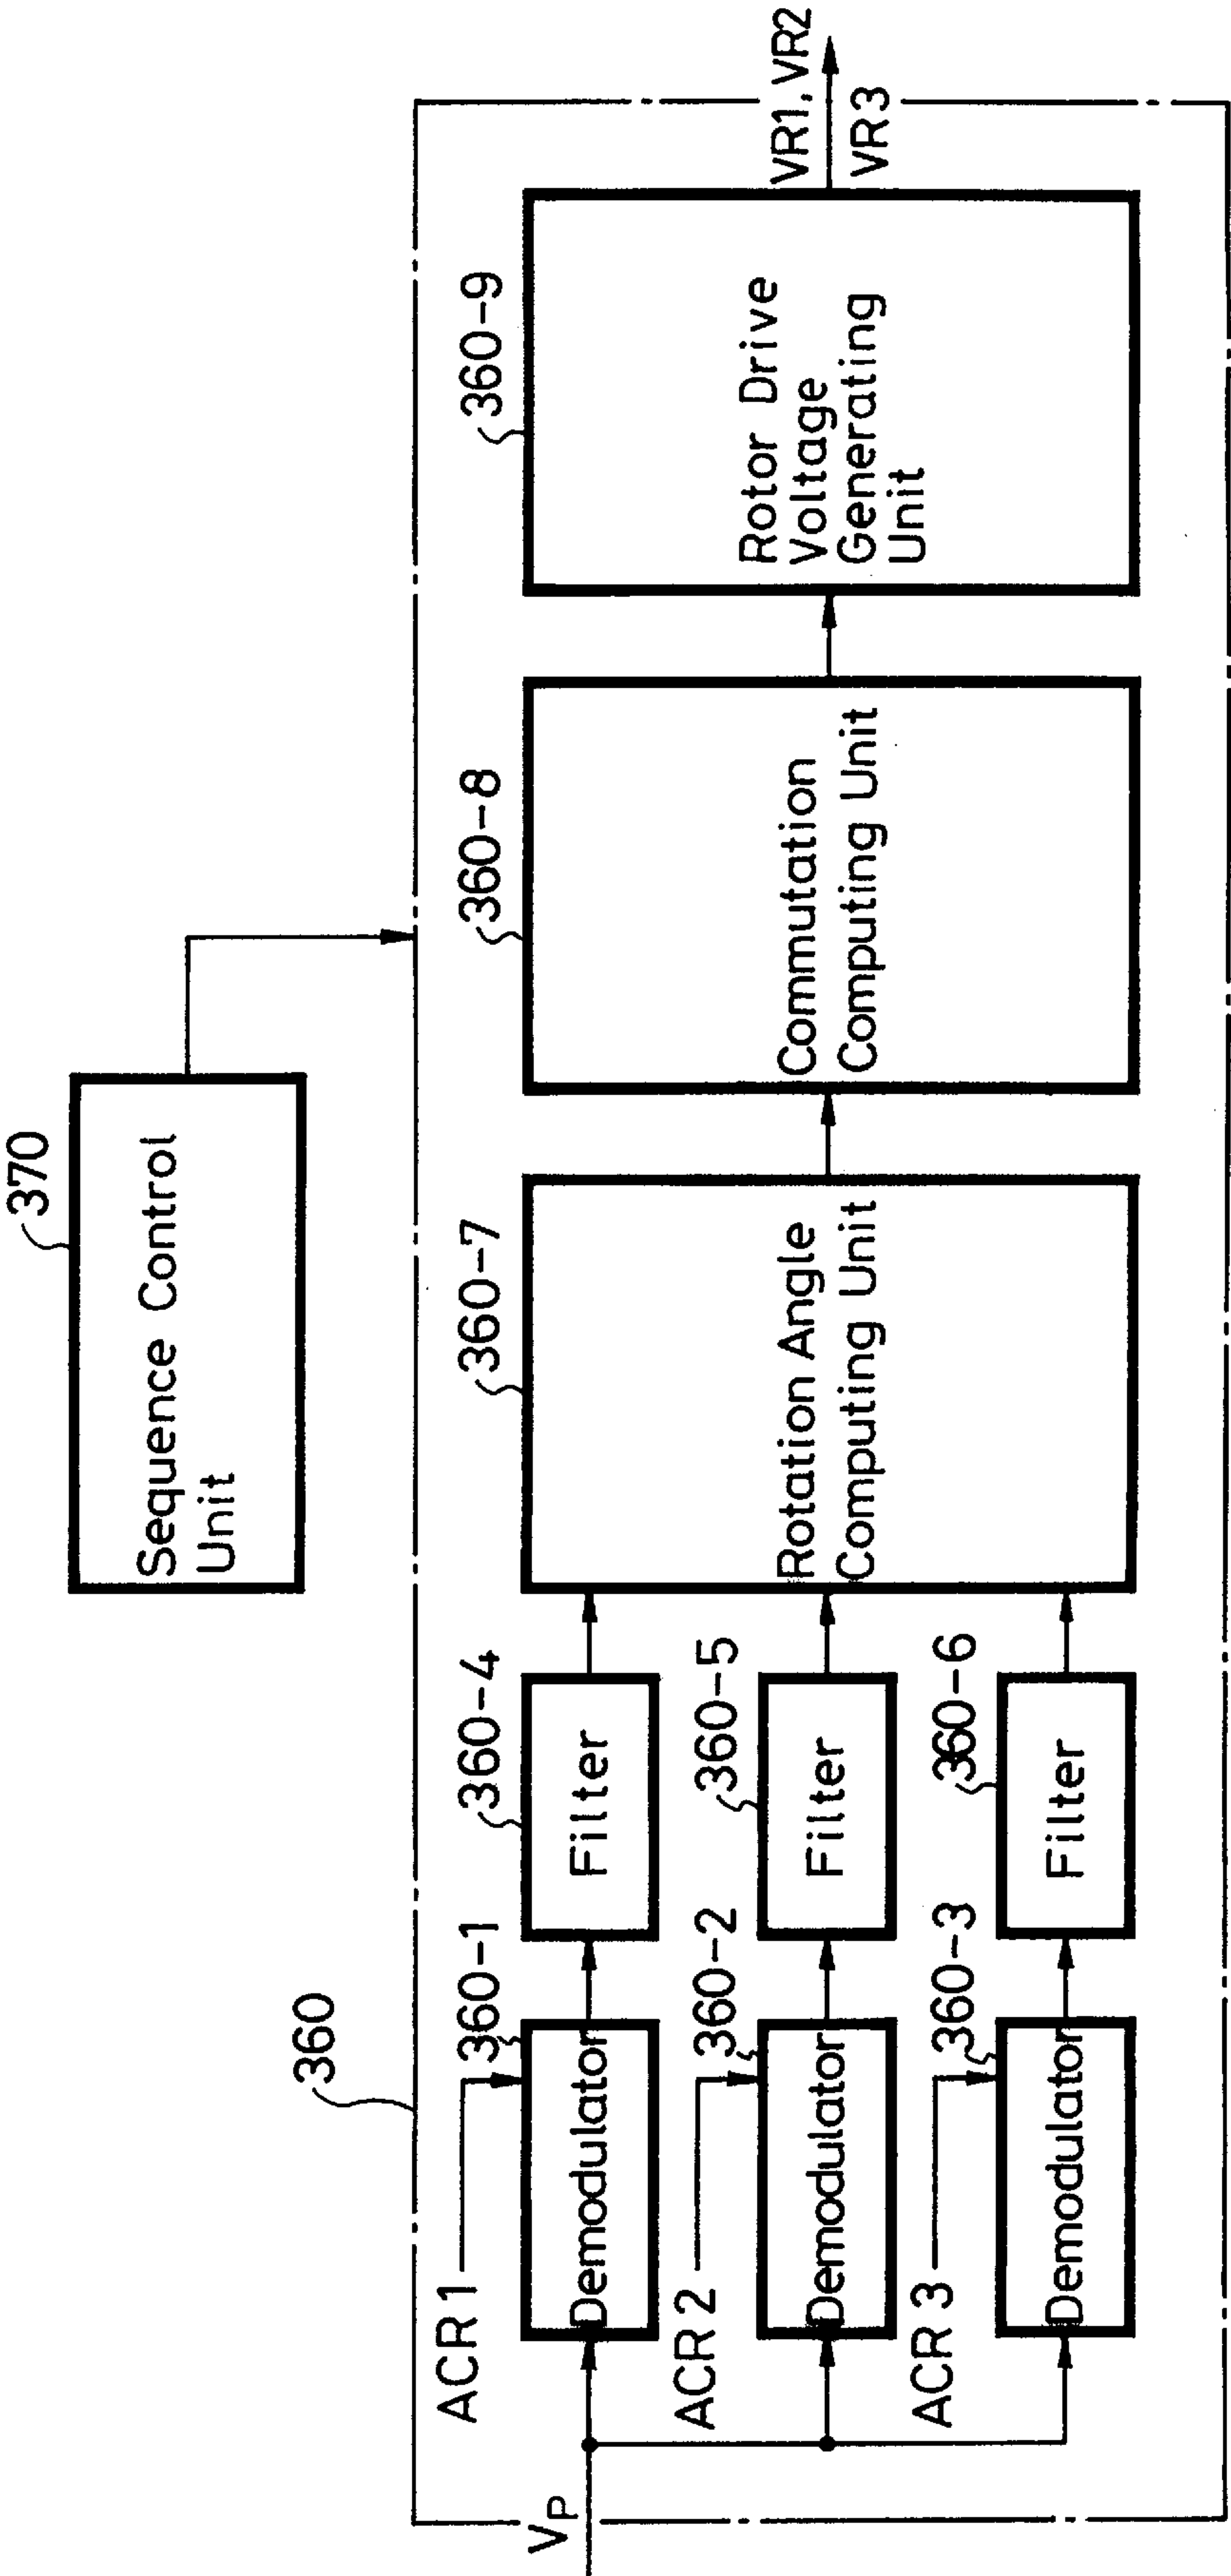 370
Sequence Control
Unit
360
VP
ACR 1
360-1
Demodulator
360-4
Filter
ACR 2
360-2
Demodulator
360-5
Filter
ACR 3
360-3
Demodulator
360-6
Filter
360-7
Rotation Angle
Computing Unit
360-8
Commutation
Computing Unit
360-9
Rotor Drive
Voltage
Generating
Unit
VR1, VR2
VR3